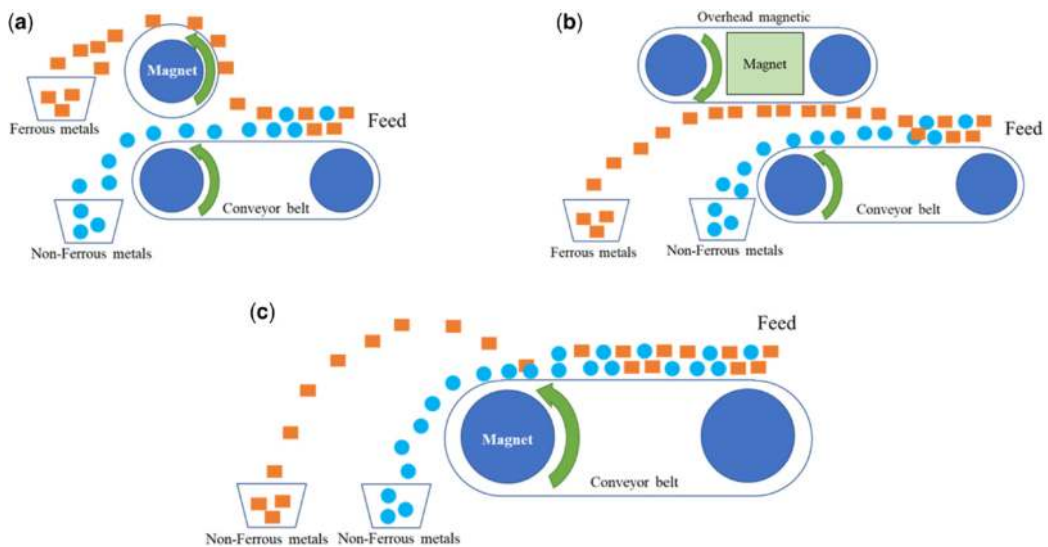 (a)
Magnet
Feed
Ferrous metals
Conveyor belt
Non-Ferrous metals
(b)
Overhead magnetic
Magnet
Feed
Conveyor belt
Ferrous metals
Non-Ferrous metals
(c)
Feed
Magnet
Conveyor belt
Non-Ferrous metals
Non-Ferrous metals